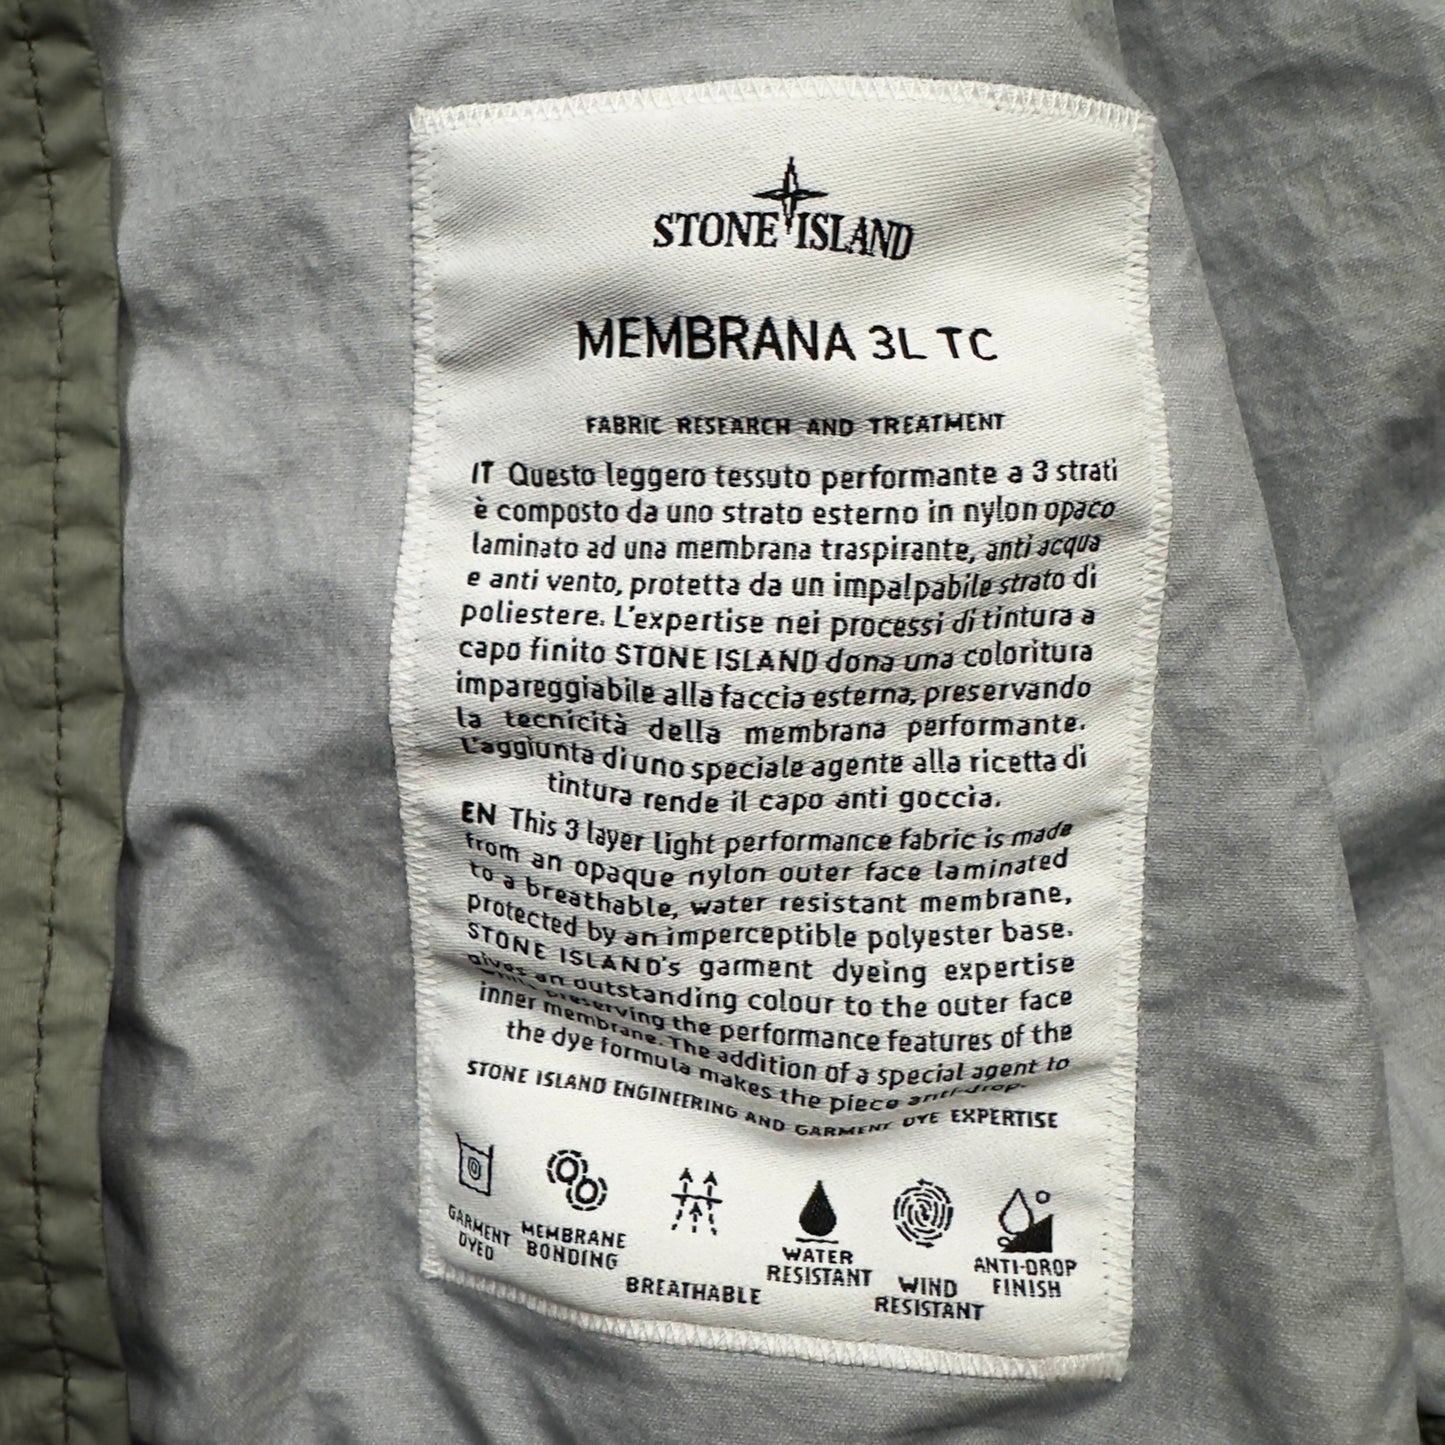 STONE ISLAND
MEMBRANA 3L TC
FABRIC RESEARCH AND TREATMENT
IT Questo leggero tessuto performante a 3 strati
è composto da uno strato esterno in nylon opaco
laminato ad una membrana traspirante, anti acqua
e anti vento, protetta da un impalpabile strato di
poliestere. L'expertise nei processi di tintura a
capo finito STONE ISLAND dona una coloritura
impareggiabile alla faccia esterna, preservando
la tecnicità della membrana performante.
L'aggiunta di uno speciale agente alla ricetta di
tintura rende il capo anti goccia.
EN This 3 layer light performance fabric is made
from an opaque nylon outer face laminated
to a breathable, water resistant membrane,
protected by an imperceptible polyester base.
STONE ISLAND's garment dyeing expertise
gives an outstanding colour to the outer face
while preserving the performance features of the
inner membrane. The addition of a special agent to
the dye formula makes the piece anti-drop.
STONE ISLAND ENGINEERING AND GARMENT DYE EXPERTISE
GARMENT
DYED
MEMBRANE
BONDING
BREATHABLE
WATER
RESISTANT
WIND
RESISTANT
ANTI-DROP
FINISH